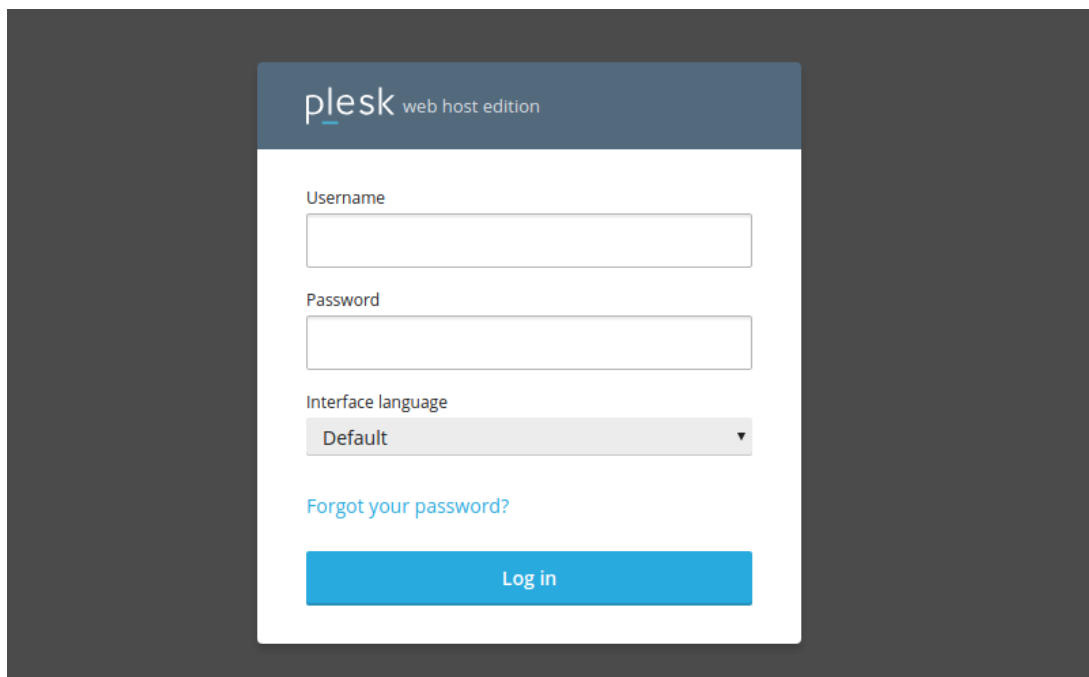 plesk web host edition
Username
Password
Interface language
Default
Forgot your password?
Log in